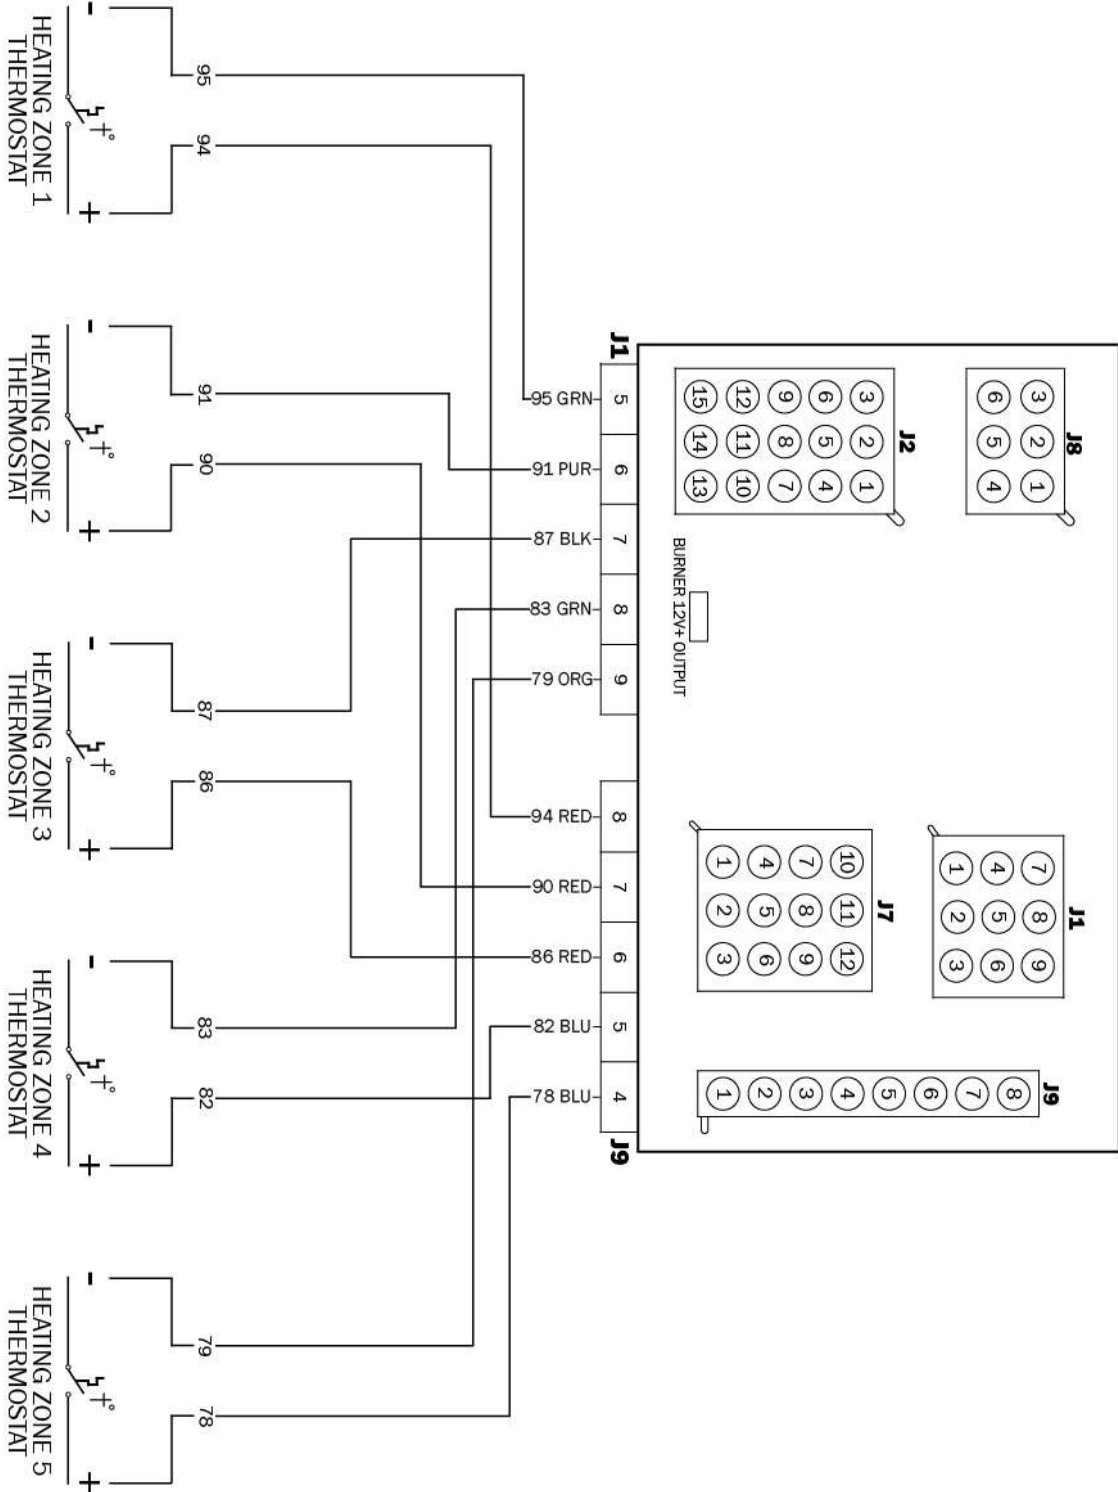 HEATING ZONE 1
THERMOSTAT
-
+
95
94
HEATING ZONE 2
THERMOSTAT
-
+
91
90
HEATING ZONE 3
THERMOSTAT
-
+
87
86
HEATING ZONE 4
THERMOSTAT
-
+
83
82
HEATING ZONE 5
THERMOSTAT
-
+
79
78
J1
95 GRN 5
91 PUR 6
87 BLK 7
83 GRN 8
79 ORG 9
94 RED 8
90 RED 7
86 RED 6
82 BLU 5
78 BLU 4
J9
J8
3 2 1
6 5 4
J2
3 2 1
6 5 4
9 8 7
12 11 10
15 14 13
BURNER 12V+ OUTPUT
J1
7 8 9
4 5 6
1 2 3
J7
10 11 12
7 8 9
4 5 6
1 2 3
J9
8
7
6
5
4
3
2
1